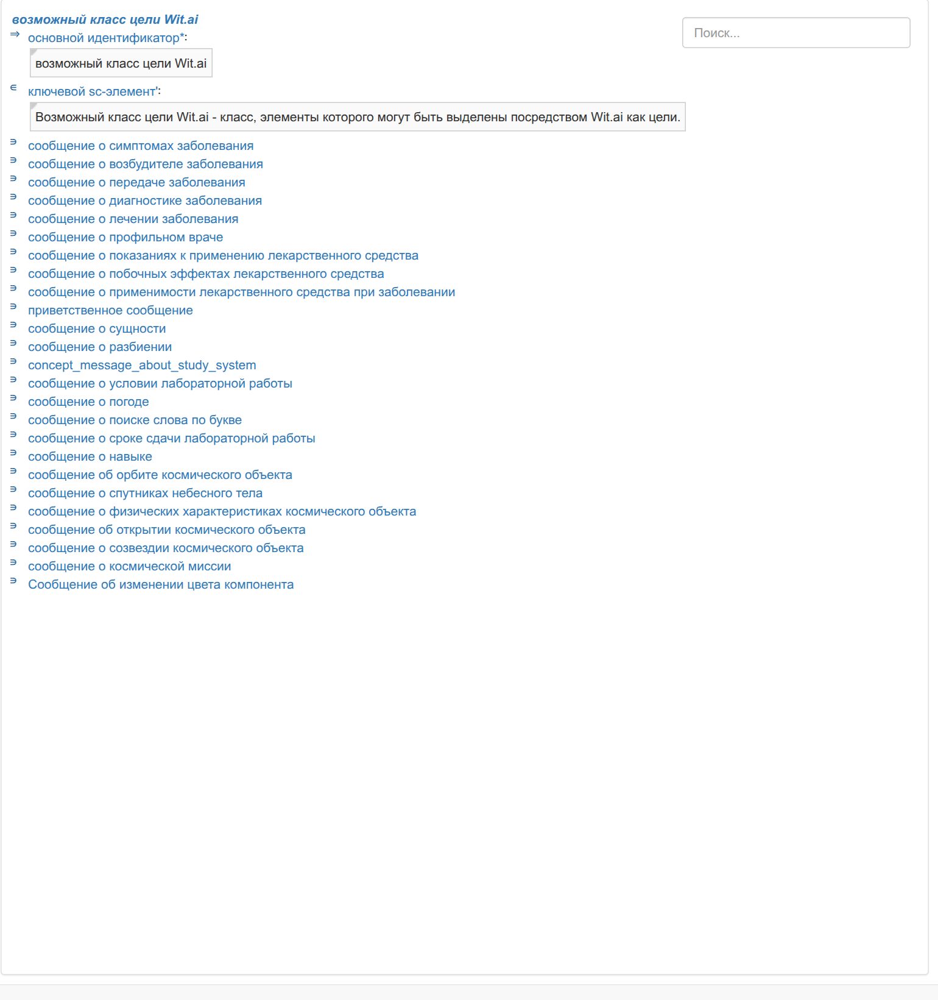 возможный класс цели Wit.ai
Поиск...
⇒ основной идентификатор*:
возможный класс цели Wit.ai
∈ ключевой sc-элемент':
Возможный класс цели Wit.ai - класс, элементы которого могут быть выделены посредством Wit.ai как цели.
∋ сообщение о симптомах заболевания
∋ сообщение о возбудителе заболевания
∋ сообщение о передаче заболевания
∋ сообщение о диагностике заболевания
∋ сообщение о лечении заболевания
∋ сообщение о профильном враче
∋ сообщение о показаниях к применению лекарственного средства
∋ сообщение о побочных эффектах лекарственного средства
∋ сообщение о применимости лекарственного средства при заболевании
∋ приветственное сообщение
∋ сообщение о сущности
∋ сообщение о разбиении
∋ concept_message_about_study_system
∋ сообщение о условии лабораторной работы
∋ сообщение о погоде
∋ сообщение о поиске слова по букве
∋ сообщение о сроке сдачи лабораторной работы
∋ сообщение о навыке
∋ сообщение об орбите космического объекта
∋ сообщение о спутниках небесного тела
∋ сообщение о физических характеристиках космического объекта
∋ сообщение об открытии космического объекта
∋ сообщение о созвездии космического объекта
∋ сообщение о космической миссии
∋ Сообщение об изменении цвета компонента